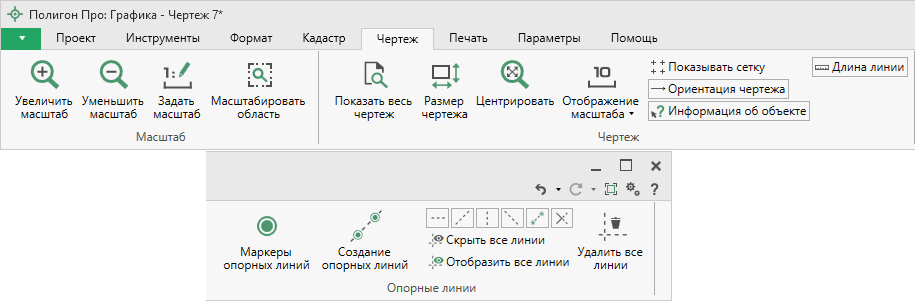 Полигон Про: Графика - Чертеж 7*
Проект Инструменты Формат Кадастр Чертеж Печать Параметры Помощь
Увеличить масштаб
Уменьшить масштаб
1:
Задать масштаб
Масштабировать область
Масштаб
Показать весь чертеж
Размер чертежа
Центрировать
10
Отображение масштаба
Показывать сетку
Ориентация чертежа
Информация об объекте
Длина линии
Чертеж
Маркеры опорных линий
Создание опорных линий
Скрыть все линии
Отобразить все линии
Удалить все линии
Опорные линии